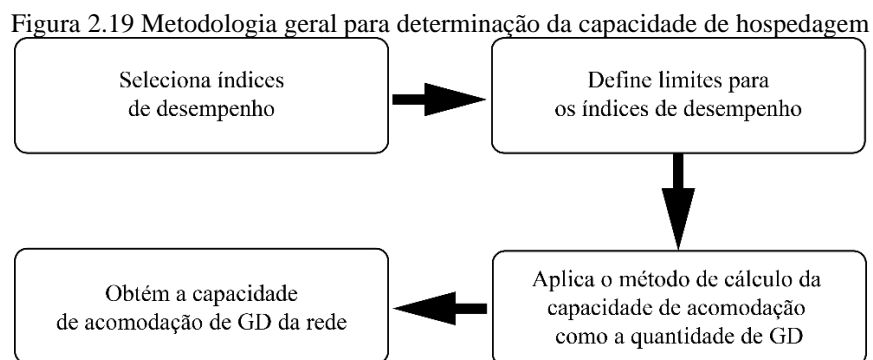 Figura 2.19 Metodologia geral para determinação da capacidade de hospedagem
Seleciona índices
de desempenho
Define limites para
os índices de desempenho
Aplica o método de cálculo da
capacidade de acomodação
como a quantidade de GD
Obtém a capacidade
de acomodação de GD da rede